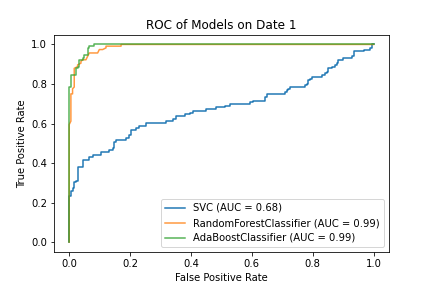 ROC of Models on Date 1
True Positive Rate
1.0
0.8
0.6
0.4
0.2
0.0
SVC (AUC = 0.68)
RandomForestClassifier (AUC = 0.99)
AdaBoostClassifier (AUC = 0.99)
0.0 0.2 0.4 0.6 0.8 1.0
False Positive Rate